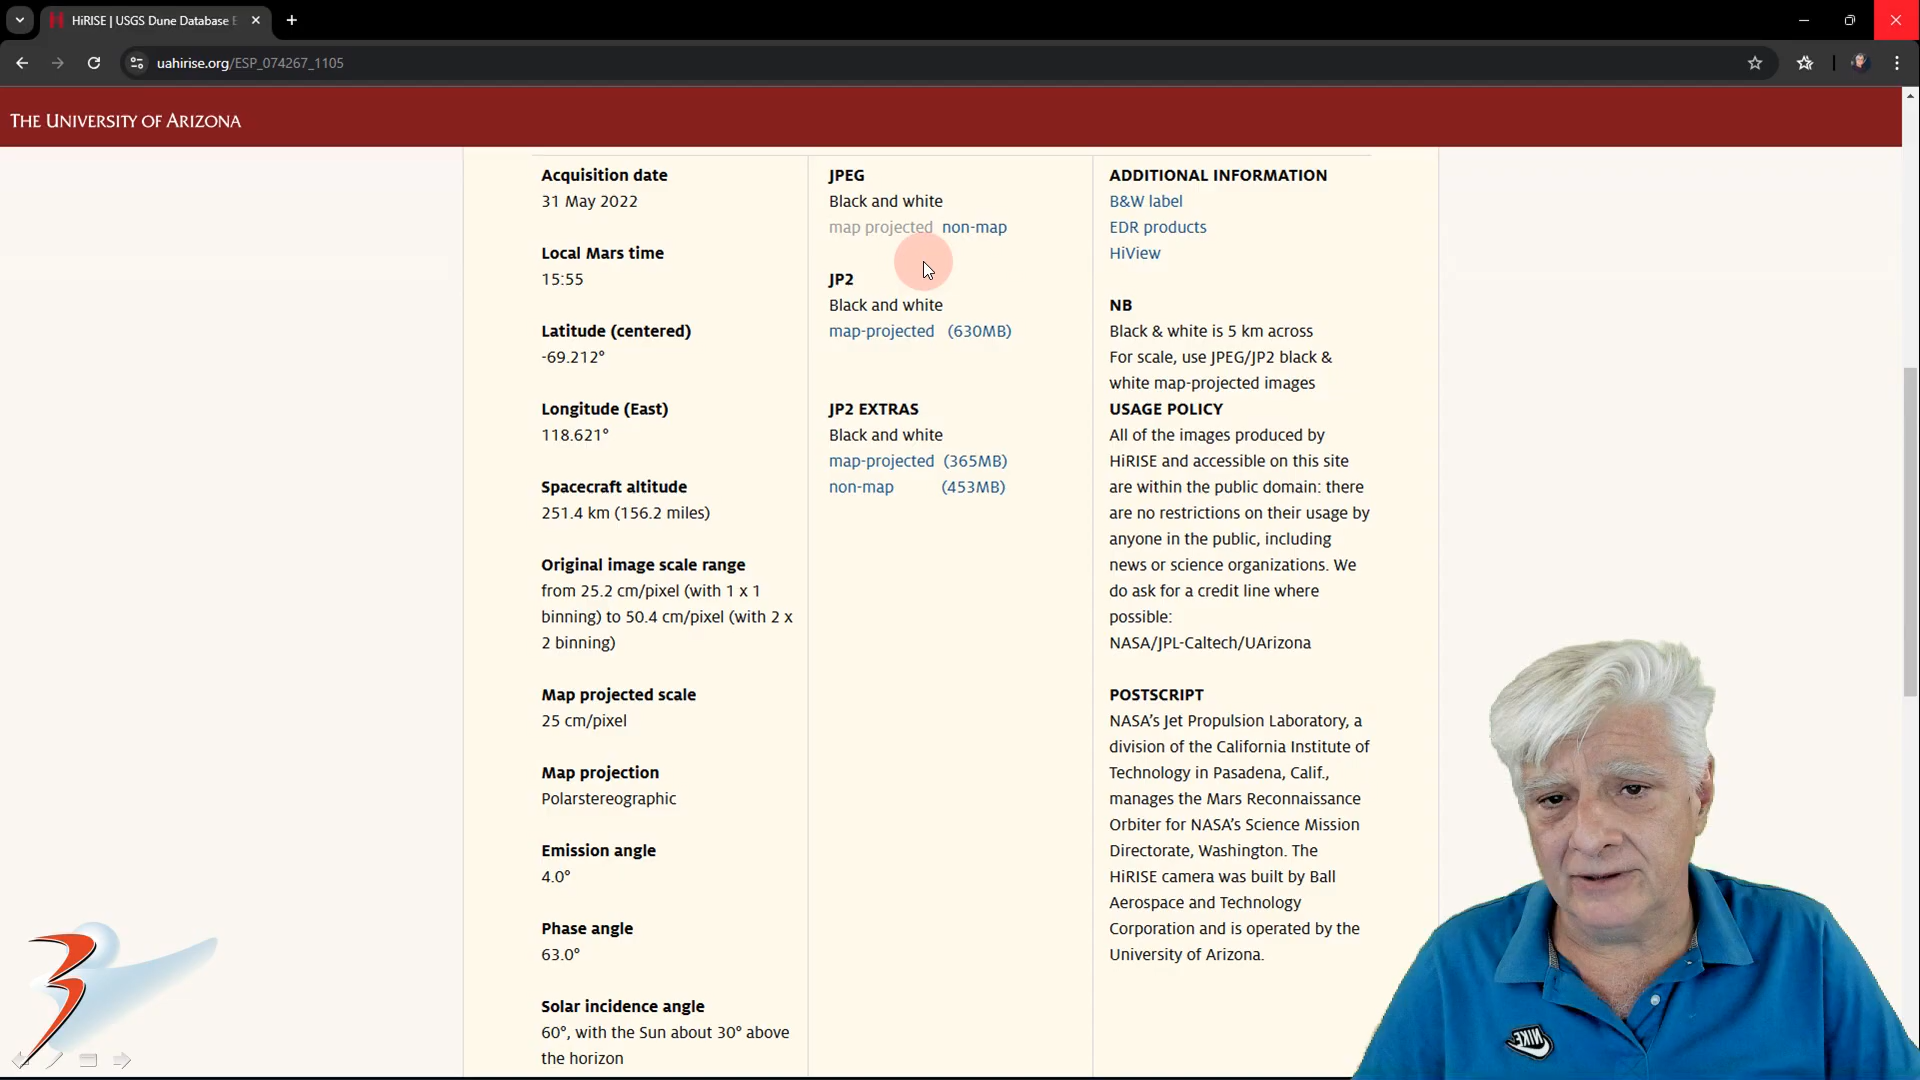 HiRISE | USGS Dune Database E
uahirise.org/ESP_074267_1105
THE UNIVERSITY OF ARIZONA
Acquisition date
31 May 2022
Local Mars time
15:55
Latitude (centered)
-69.212°
Longitude (East)
118.621°
Spacecraft altitude
251.4 km (156.2 miles)
Original image scale range
from 25.2 cm/pixel (with 1 x 1
binning) to 50.4 cm/pixel (with 2 x
2 binning)
Map projected scale
25 cm/pixel
Map projection
Polarstereographic
Emission angle
4.0°
Phase angle
63.0°
Solar incidence angle
60°, with the Sun about 30° above
the horizon
JPEG
Black and white
map projected non-map
JP2
Black and white
map-projected (630MB)
JP2 EXTRAS
Black and white
map-projected (365MB)
non-map (453MB)
ADDITIONAL INFORMATION
B&W label
EDR products
HiView
NB
Black & white is 5 km across
For scale, use JPEG/JP2 black &
white map-projected images
USAGE POLICY
All of the images produced by
HiRISE and accessible on this site
are within the public domain: there
are no restrictions on their usage by
anyone in the public, including
news or science organizations. We
do ask for a credit line where
possible:
NASA/JPL-Caltech/UArizona
POSTSCRIPT
NASA's Jet Propulsion Laboratory, a
division of the California Institute of
Technology in Pasadena, Calif.,
manages the Mars Reconnaissance
Orbiter for NASA's Science Mission
Directorate, Washington. The
HiRISE camera was built by Ball
Aerospace and Technology
Corporation and is operated by the
University of Arizona.
3
NIKE